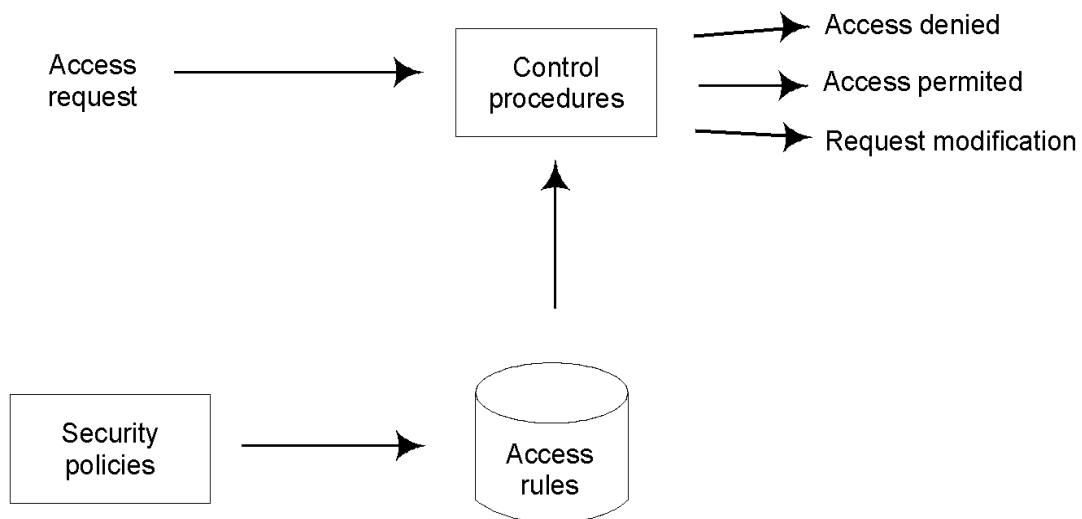 Access
request
Control
procedures
Access denied
Access permited
Request modification
Security
policies
Access
rules